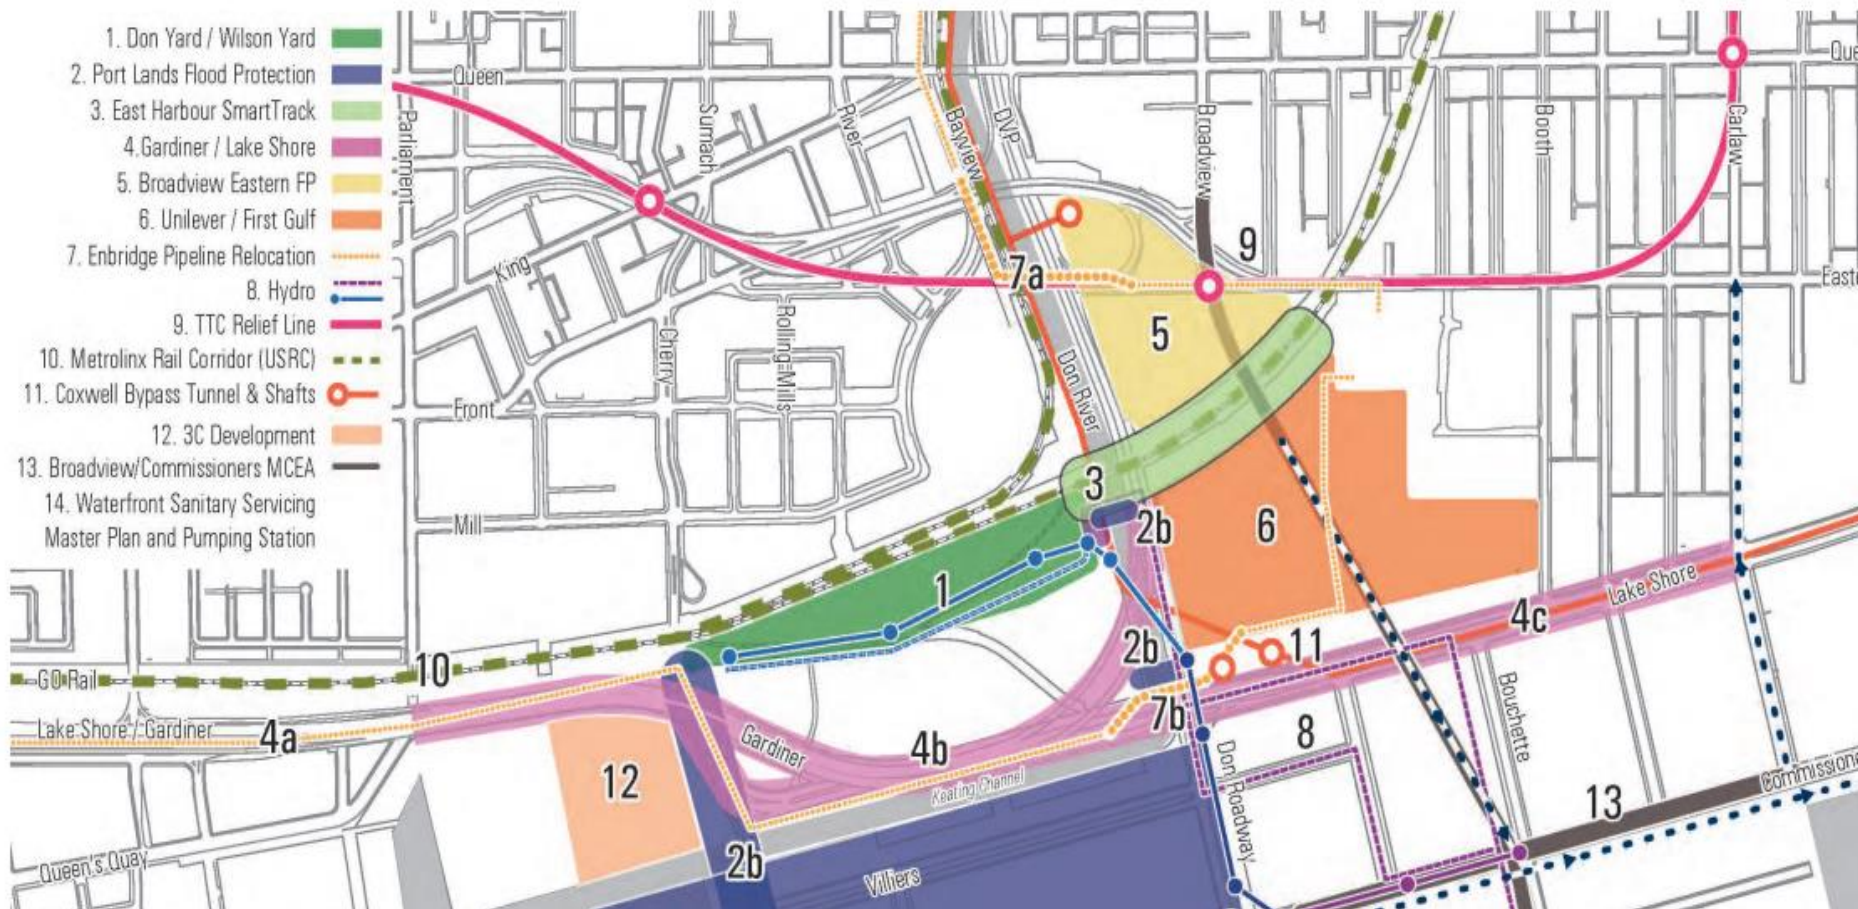 1. Don Yard / Wilson Yard
2. Port Lands Flood Protection
3. East Harbour SmartTrack
4.Gardiner / Lake Shore
5. Broadview Eastern FP
6. Unilever / First Gulf
7. Enbridge Pipeline Relocation
8. Hydro
9. TTC Relief Line
10. Metrolinx Rail Corridor (USRC)
11. Coxwell Bypass Tunnel & Shafts
12. 3C Development
13. Broadview/Commissioners MCEA
14. Waterfront Sanitary Servicing
Master Plan and Pumping Station
Queen
Que
Parliament
Sumach
River
Bayview
DVP
Broadview
Booth
Carlaw
9
King
7a
Easte
Rolling Mills
Cherry
5
Don River
Front
3
Mill
2b
6
1
Lake Shore
4c
2b
11
10
GO Rail
Bouchette
7b
Lake Shore / Gardiner
4a
Gardiner
4b
8
12
Keating Channel
Don Roadway
Commissione
13
Queen's Quay
2b
Villiers